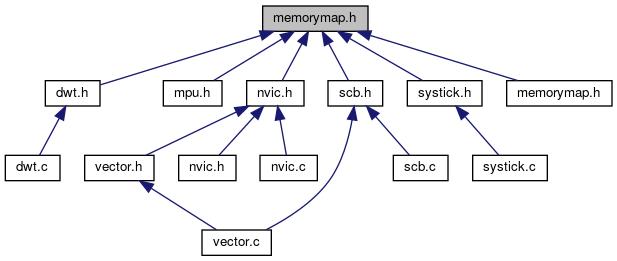 memorymap.h
dwt.h
mpu.h
nvic.h
scb.h
systick.h
memorymap.h
dwt.c
vector.h
nvic.h
nvic.c
scb.c
systick.c
vector.c